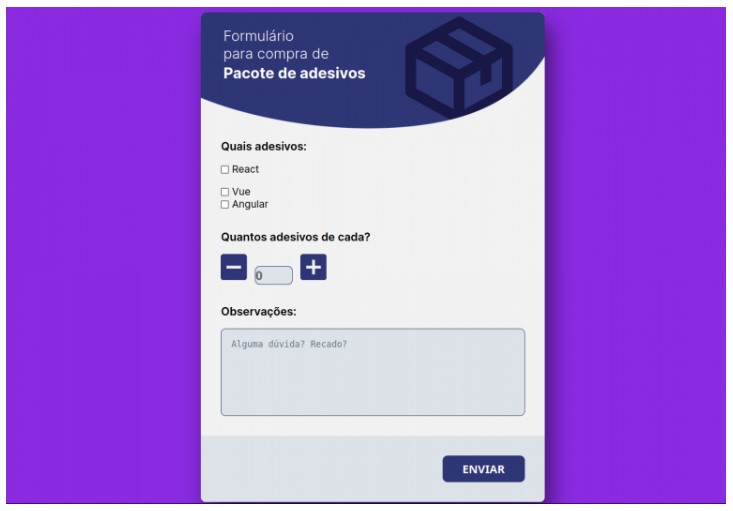 Formulário
para compra de
Pacote de adesivos
Quais adesivos:
React
Vue
Angular
Quantos adesivos de cada?
0
Observações:
Alguma dúvida? Recado?
ENVIAR